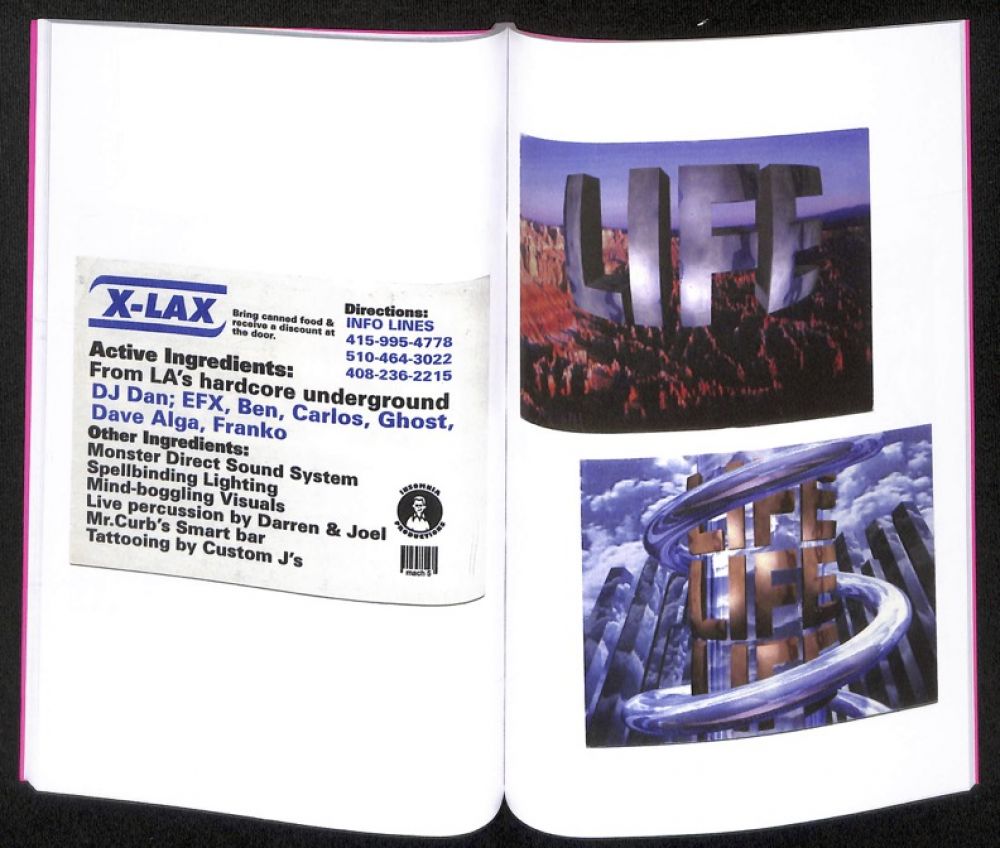 X-LAX
Bring canned food &
receive a discount at
the door.
Directions:
INFO LINES
415-995-4778
510-464-3022
408-236-2215
Active Ingredients:
From LA's hardcore underground
DJ Dan; EFX, Ben, Carlos, Ghost,
Dave Alga, Franko
Other Ingredients:
Monster Direct Sound System
Spellbinding Lighting
Mind-boggling Visuals
Live percussion by Darren & Joel
Mr.Curb's Smart bar
Tattooing by Custom J's
INSOMNIA
PRODUCTIONS
mach 5
LIFE
LIFE
LIFE
LIFE